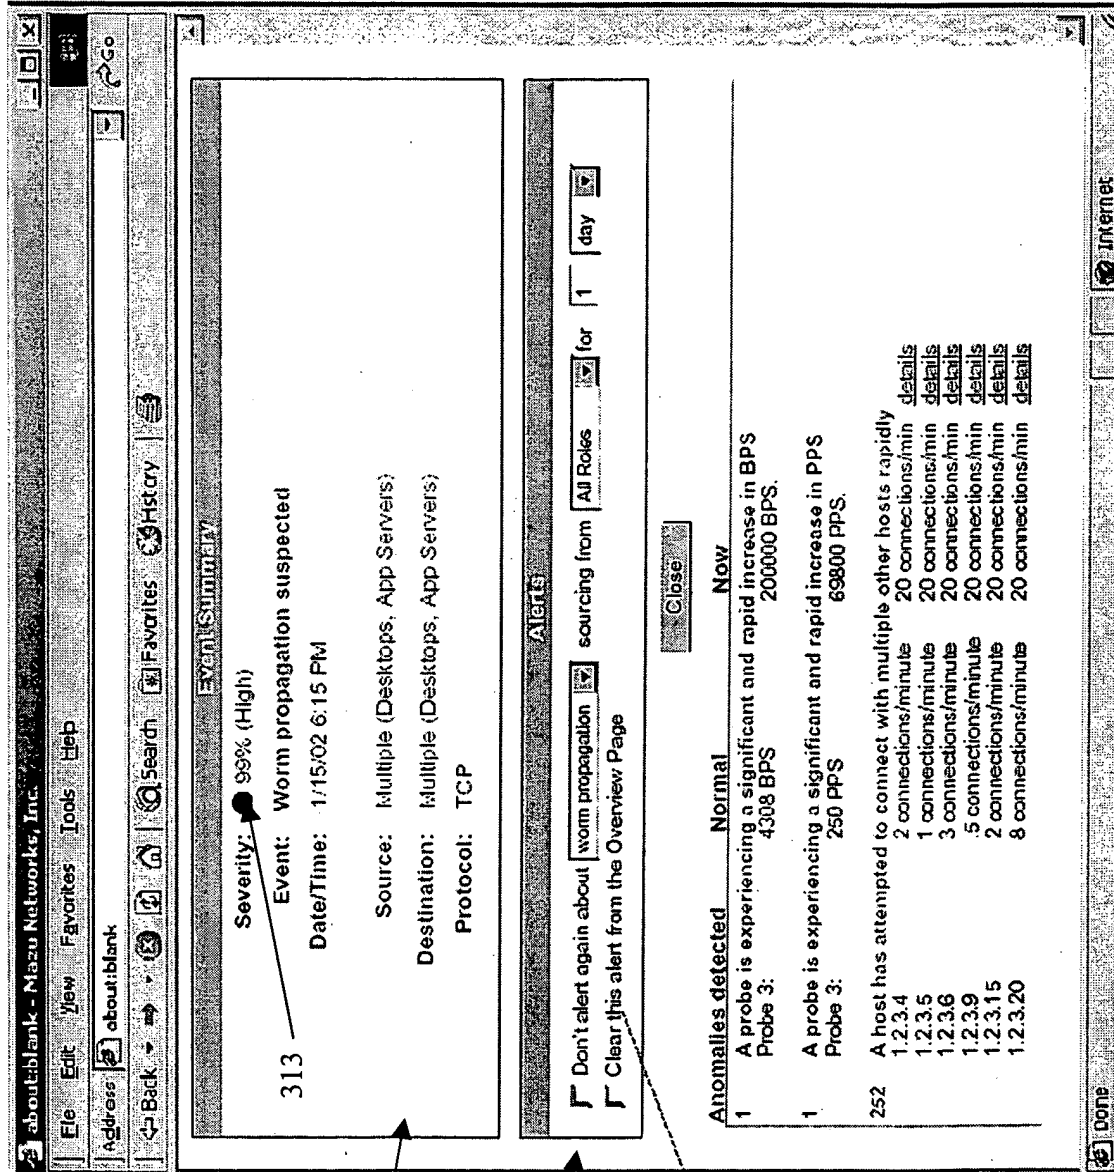 about:blank - Mazu Networks, Inc.
File Edit View Favorites Tools Help
Address about:blank Go
Back Search Favorites History
Event Summary
Severity: 99% (High)
313
Event: Worm propagation suspected
Date/Time: 1/15/02 6:15 PM
Source: Multiple (Desktops, App Servers)
Destination: Multiple (Desktops, App Servers)
Protocol: TCP
Alerts
Don't alert again about worm propagation sourcing from All Roles for 1 day
Clear this alert from the Overview Page
Close
Anomalies detected Normal Now
1 A probe is experiencing a significant and rapid increase in BPS
Probe 3: 4308 BPS 200000 BPS.
1 A probe is experiencing a significant and rapid increase in PPS
Probe 3: 250 PPS 69800 PPS.
252 A host has attempted to connect with multiple other hosts rapidly
1.2.3.4 2 connections/minute 20 connections/min details
1.2.3.5 1 connections/minute 20 connections/min details
1.2.3.6 3 connections/minute 20 connections/min details
1.2.3.9 .5 connections/minute 20 connections/min details
1.2.3.15 2 connections/minute 20 connections/min details
1.2.3.20 8 connections/minute 20 connections/min details
Done Internet